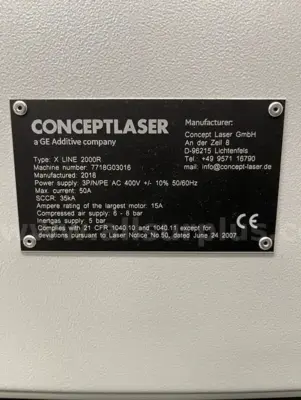 CONCEPTLASER
a GE Additive company
Type: X LINE 2000R
Machine number: 7718G03016
Manufactured: 2018
Power supply: 3P/N/PE AC 400V +/- 10% 50/60Hz
Max. current: 50A
SCCR: 35kA
Ampere rating of the largest motor: 15A
Compressed air supply: 6 - 8 bar
Inertgas supply: 5 bar
Complies with 21 CFR 1040.10 and 1040.11 except for
deviations pursuant to Laser Notice No.50, dated June 24 2007
Manufacturer:
Concept Laser GmbH
An der Zeil 8
D-96215 Lichtenfels
Tel.: +49 9571 16790
mail: info@concept-laser.de
CE